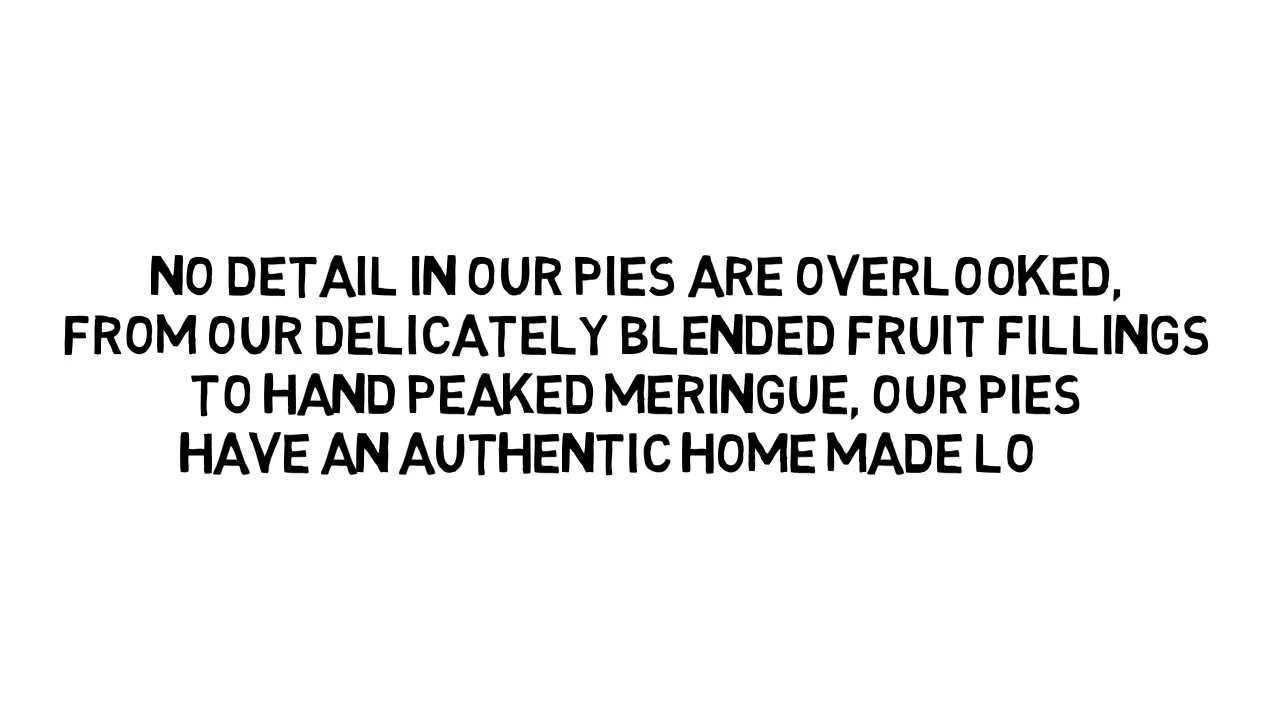 NO DETAIL IN OUR PIES ARE OVERLOOKED,
FROM OUR DELICATELY BLENDED FRUIT FILLINGS
TO HAND PEAKED MERINGUE, OUR PIES
HAVE AN AUTHENTIC HOME MADE LO